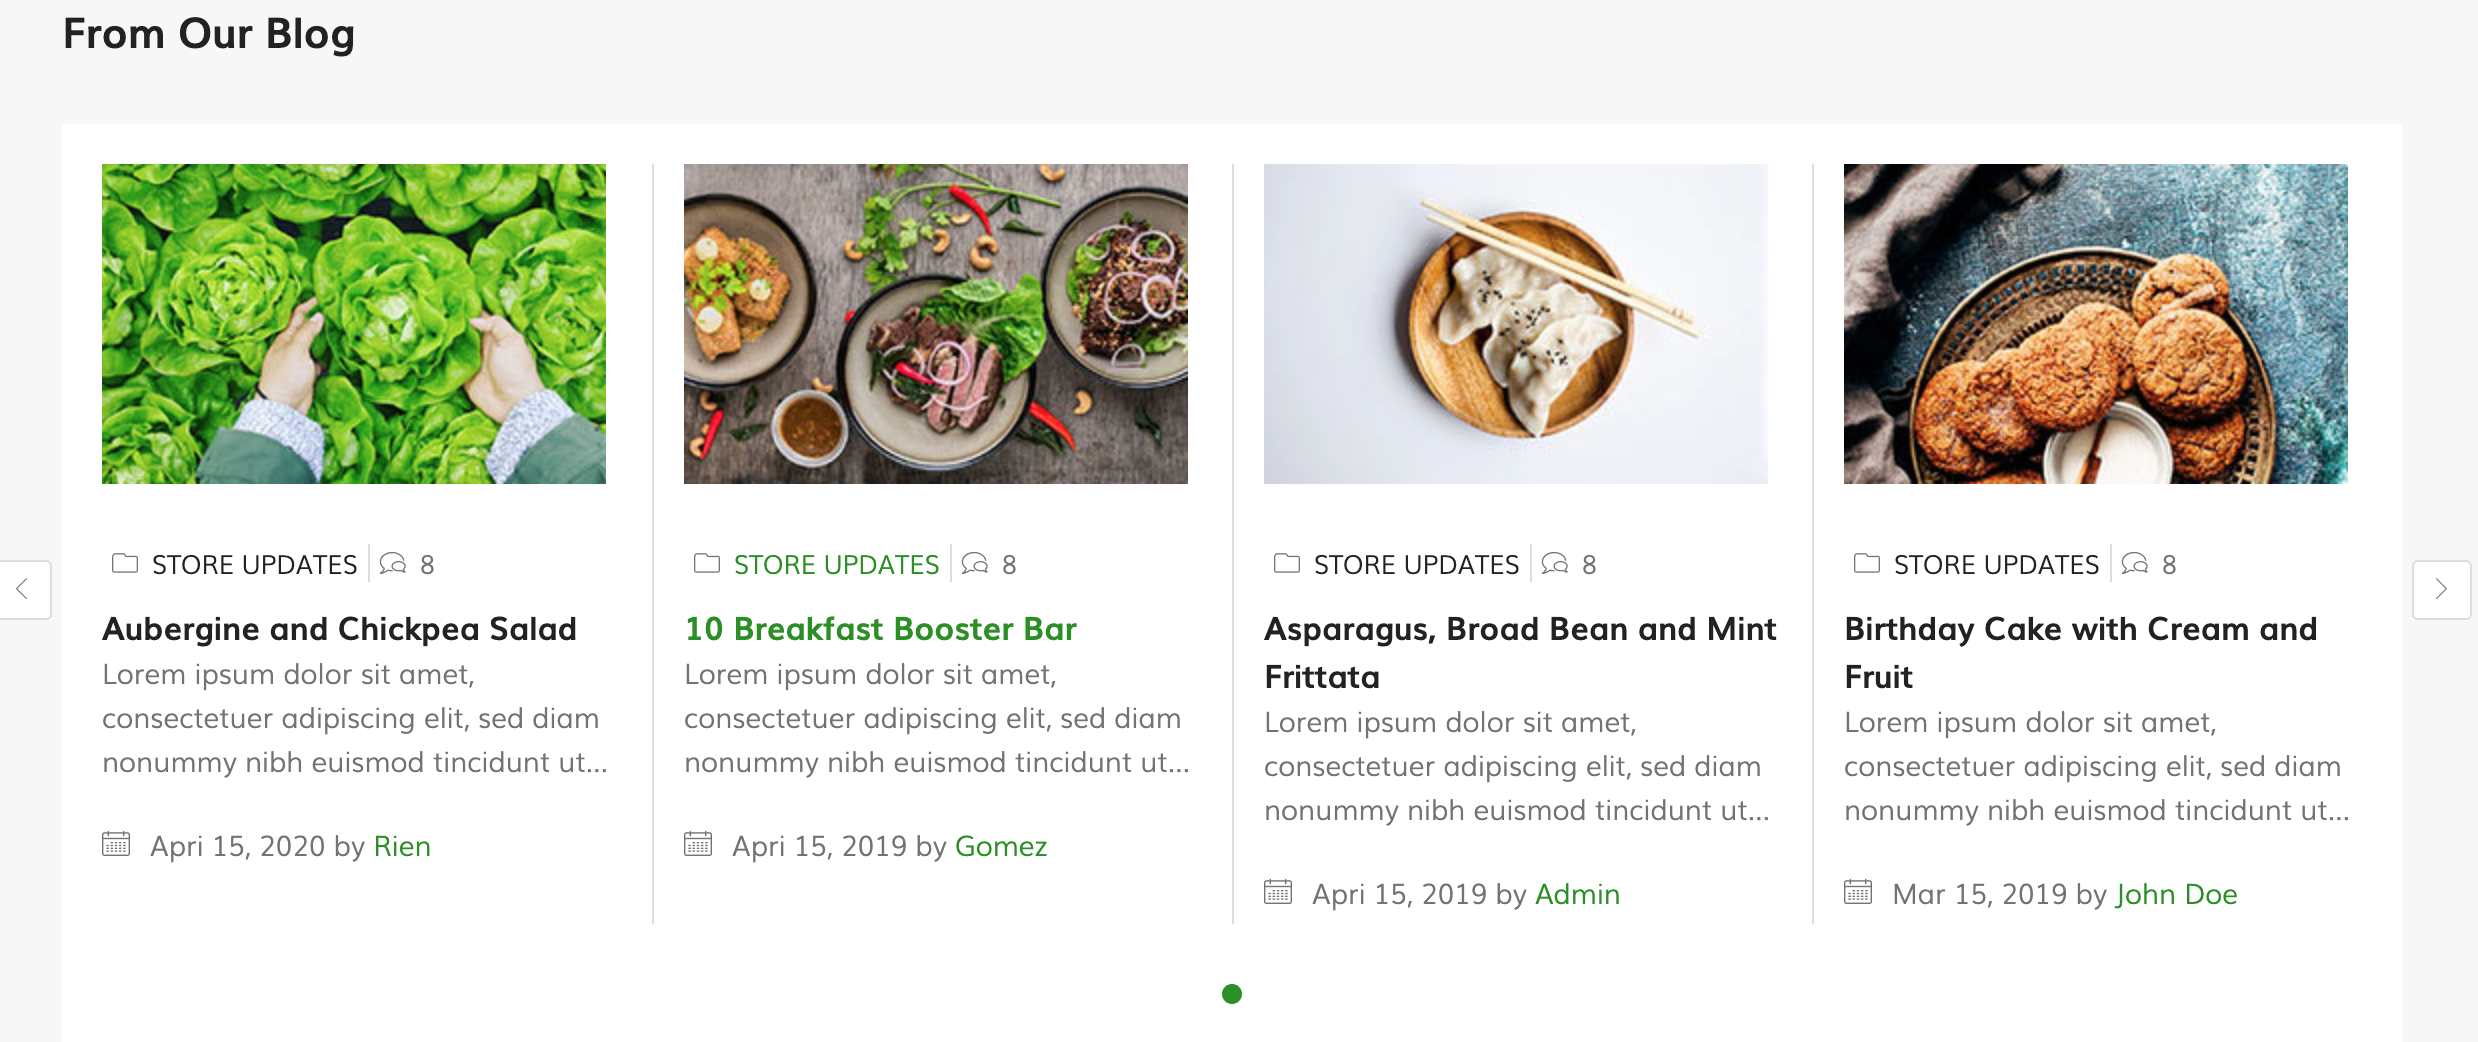 From Our Blog
STORE UPDATES 8
Aubergine and Chickpea Salad
Lorem ipsum dolor sit amet,
consectetuer adipiscing elit, sed diam
nonummy nibh euismod tincidunt ut...
Apri 15, 2020 by Rien
STORE UPDATES 8
10 Breakfast Booster Bar
Lorem ipsum dolor sit amet,
consectetuer adipiscing elit, sed diam
nonummy nibh euismod tincidunt ut...
Apri 15, 2019 by Gomez
STORE UPDATES 8
Asparagus, Broad Bean and Mint
Frittata
Lorem ipsum dolor sit amet,
consectetuer adipiscing elit, sed diam
nonummy nibh euismod tincidunt ut...
Apri 15, 2019 by Admin
STORE UPDATES 8
Birthday Cake with Cream and
Fruit
Lorem ipsum dolor sit amet,
consectetuer adipiscing elit, sed diam
nonummy nibh euismod tincidunt ut...
Mar 15, 2019 by John Doe